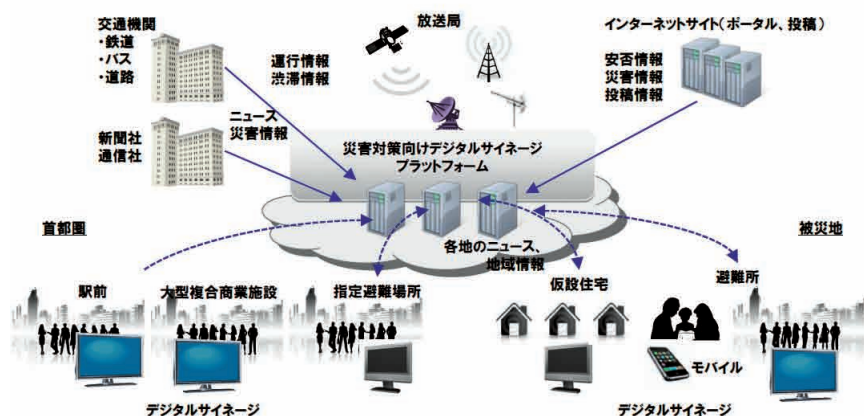 交通機関
・鉄道
・バス
・道路
運行情報
渋滞情報
放送局
インターネットサイト(ポータル、投稿)
安否情報
災害情報
投稿情報
新聞社
通信社
ニュース
災害情報
災害対策向けデジタルサイネージ
プラットフォーム
各地のニュース、
地域情報
首都圏
被災地
駅前
大型複合商業施設
指定避難場所
仮設住宅
避難所
モバイル
デジタルサイネージ
デジタルサイネージ